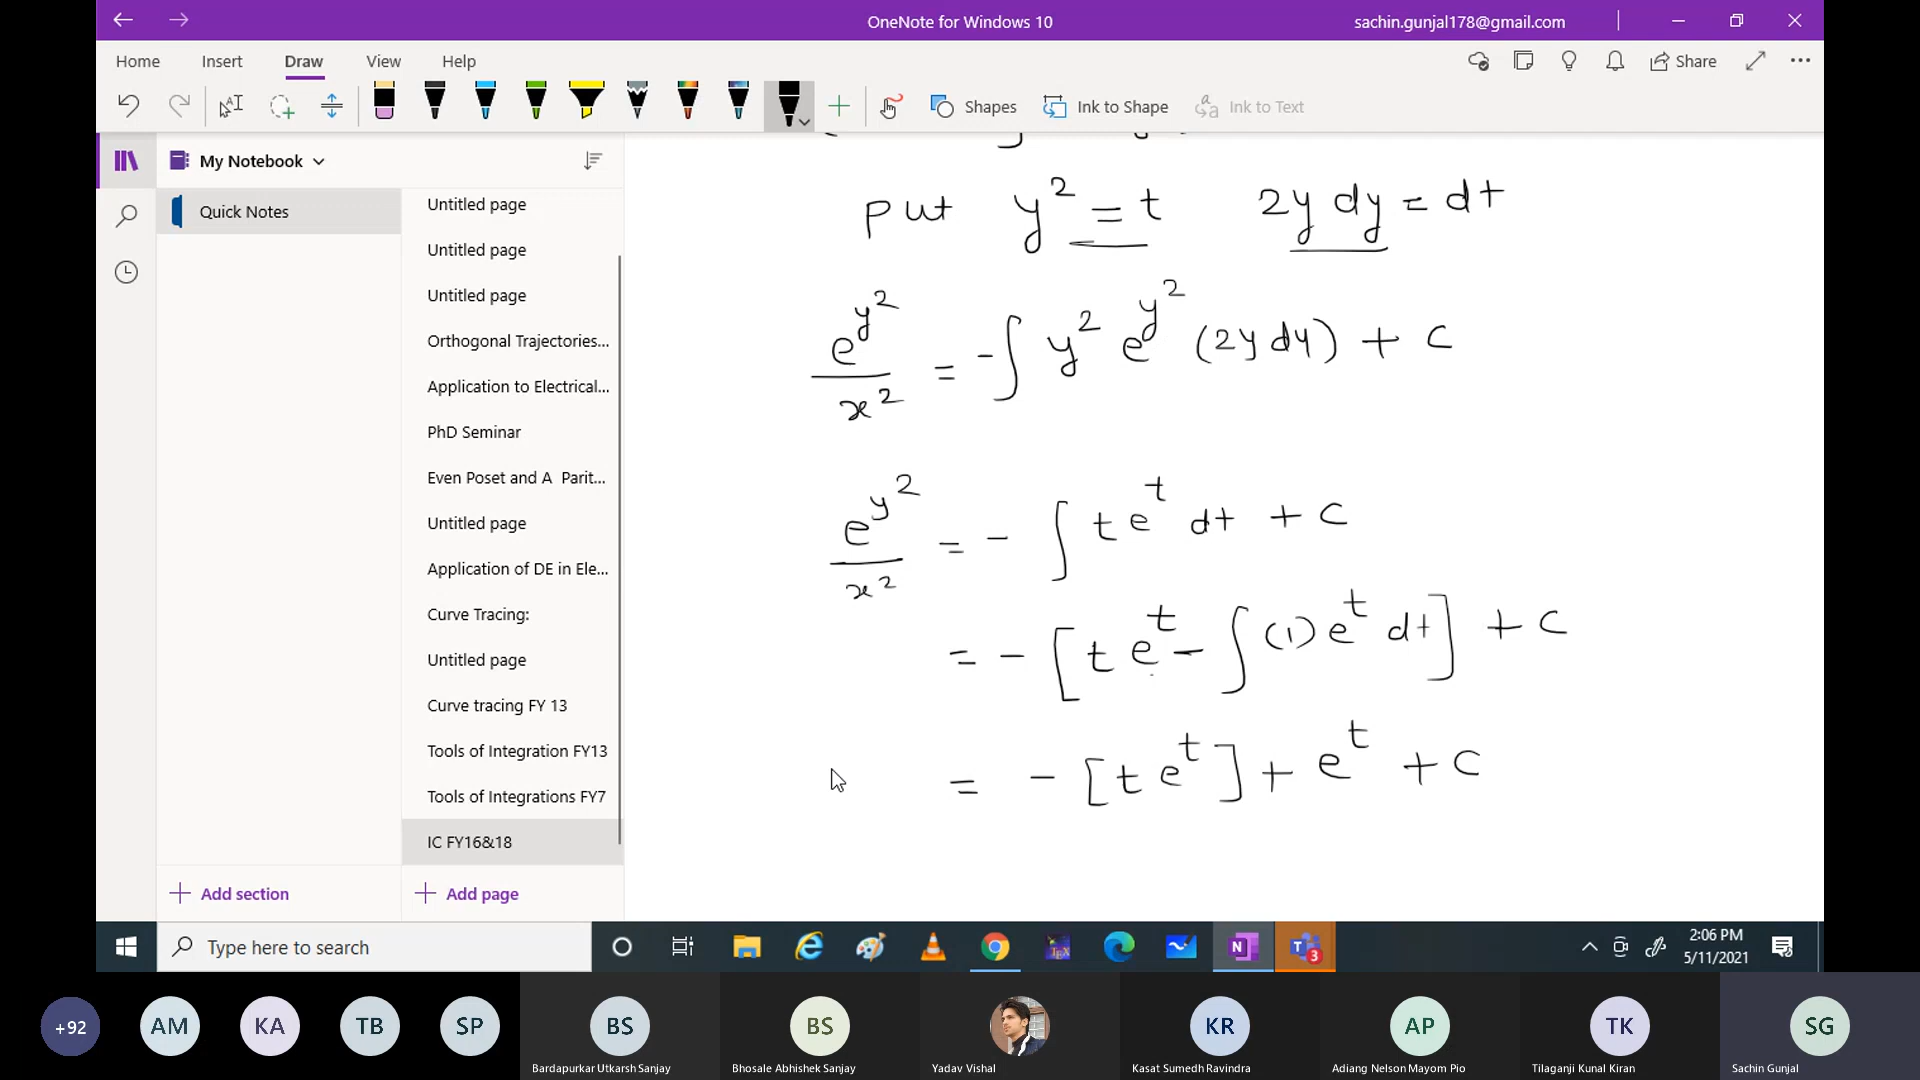 OneNote for Windows 10
sachin.gunjal178@gmail.com
Home Insert Draw View Help
Share
Shapes Ink to Shape Ink to Text
My Notebook
Quick Notes
Untitled page
Untitled page
Untitled page
Orthogonal Trajectories...
Application to Electrical...
PhD Seminar
Even Poset and A Parit...
Untitled page
Application of DE in Ele...
Curve Tracing:
Untitled page
Curve tracing FY 13
Tools of Integration FY13
Tools of Integrations FY7
IC FY16&18
Add section
Add page
put y² = t 2y dy = dt
e^{y²}/x² = -∫ y² e^{y²} (2y dy) + c
e^{y²}/x² = - ∫ t e^t dt + c
= - [t e^t - ∫ (1) e^t dt] + c
= - [t e^t] + e^t + c
Type here to search
3
2:06 PM
5/11/2021
+92 AM KA TB SP BS BS KR AP TK SG
Bardapurkar Utkarsh Sanjay
Bhosale Abhishek Sanjay
Yadav Vishal
Kasat Sumedh Ravindra
Adiang Nelson Mayom Pio
Tilaganji Kunal Kiran
Sachin Gunjal